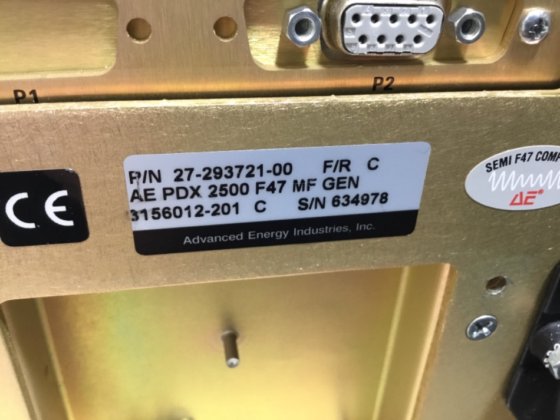 P1
P2
P/N 27-293721-00 F/R C
AE PDX 2500 F47 MF GEN
3156012-201 C S/N 634978
Advanced Energy Industries, Inc.
CE
SEMI F47 COMP
AE